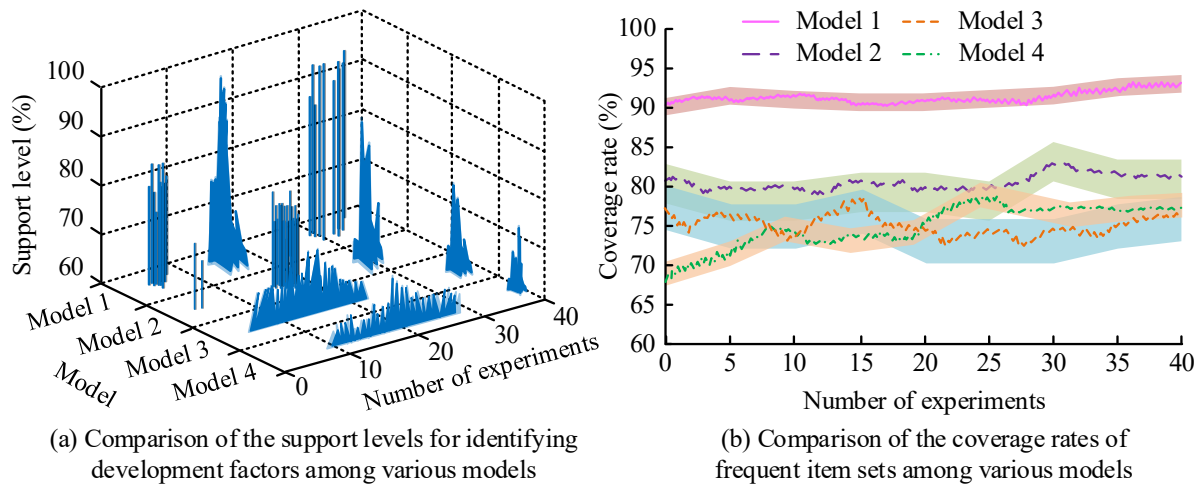 100
90
80
70
60
Support level (%)
Model 1
Model 2
Model 3
Model 4
Model
0
10
20
30
40
Number of experiments
(a) Comparison of the support levels for identifying
development factors among various models
Model 1
Model 2
Model 3
Model 4
100
95
90
85
80
75
70
65
60
Coverage rate (%)
0 5 10 15 20 25 30 35 40
Number of experiments
(b) Comparison of the coverage rates of
frequent item sets among various models